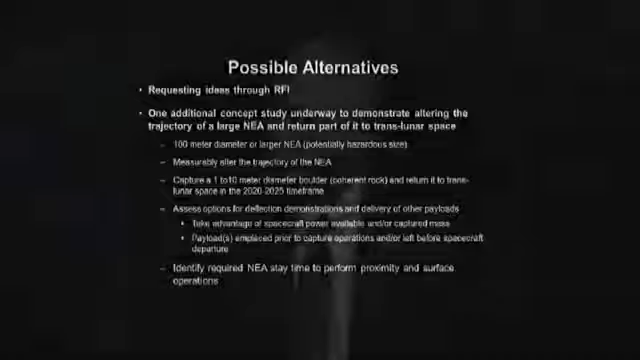 Possible Alternatives
• Requesting ideas through RFI
• One additional concept study underway to demonstrate altering the
trajectory of a large NEA and return part of it to trans-lunar space
– 100 meter diameter or larger NEA (potentially hazardous size)
– Measurably alter the trajectory of the NEA
– Capture a 1 to10 meter diameter boulder (coherent rock) and return it to trans-
lunar space in the 2020-2025 timeframe
– Assess options for deflection demonstrations and delivery of other payloads
• Take advantage of spacecraft power available and/or captured mass
• Payload(s) emplaced prior to capture operations and/or left before spacecraft
departure
– Identify required NEA stay time to perform proximity and surface
operations